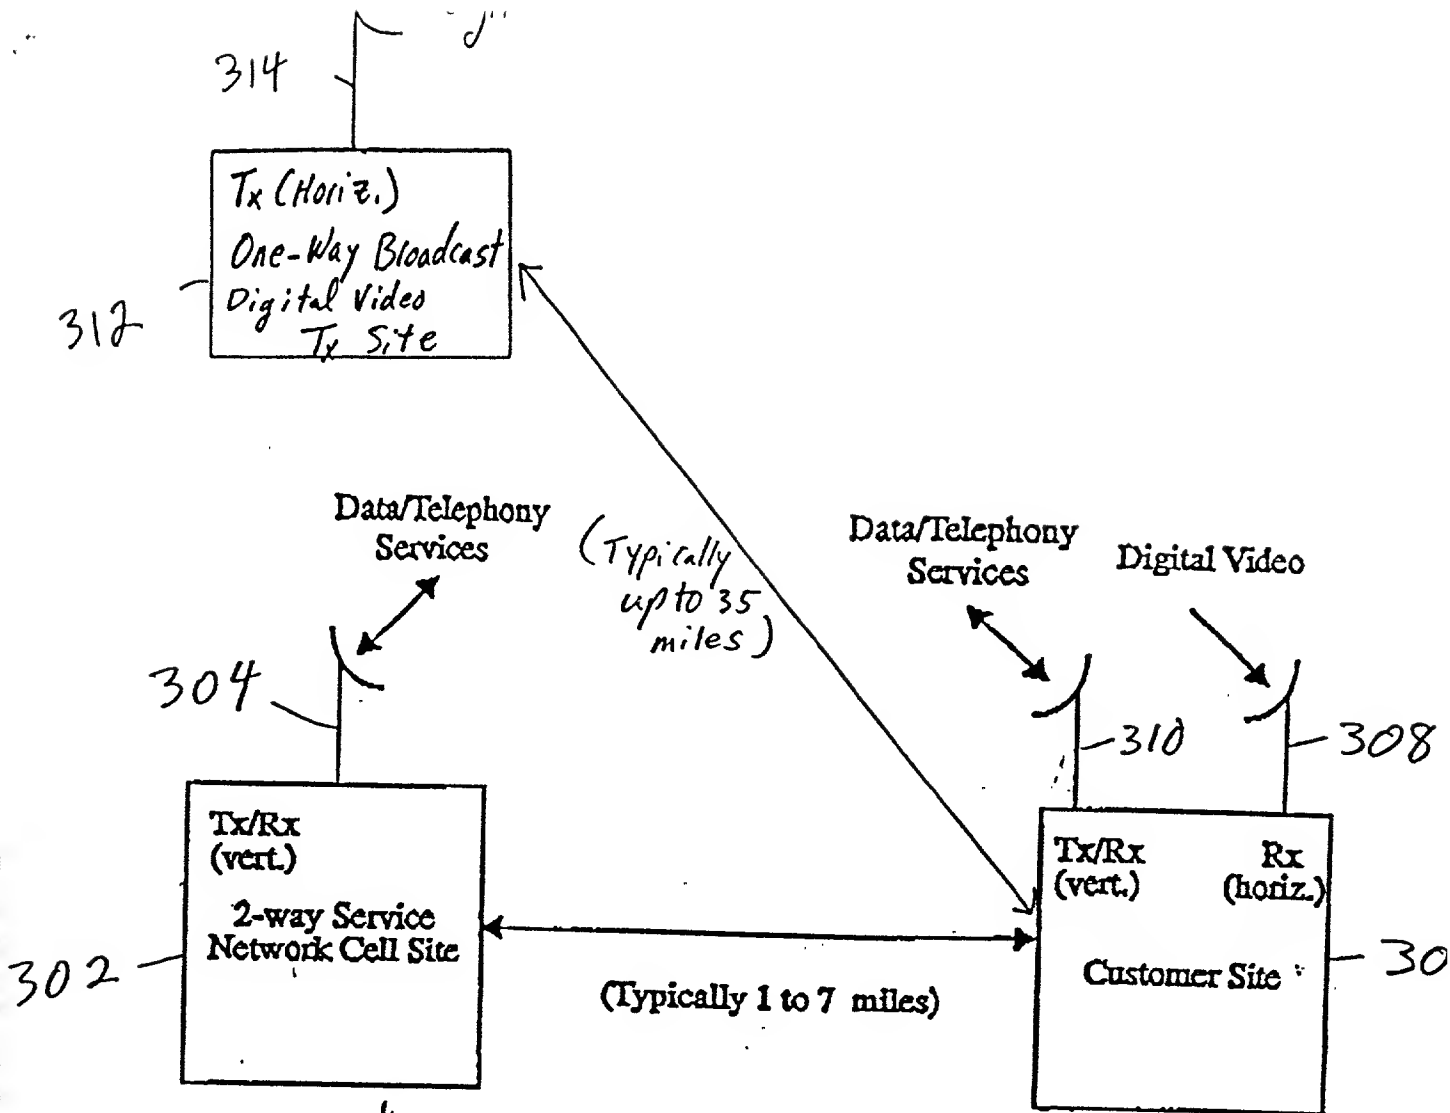 314
Tx (Horiz.)
One-Way Broadcast
Digital Video
Tx Site
312
Data/Telephony
Services
(Typically
up to 35
miles)
Data/Telephony
Services
Digital Video
304
310
308
Tx/Rx
(vert.)
2-way Service
Network Cell Site
302
(Typically 1 to 7 miles)
Tx/Rx
(vert.)
Rx
(horiz.)
Customer Site
30